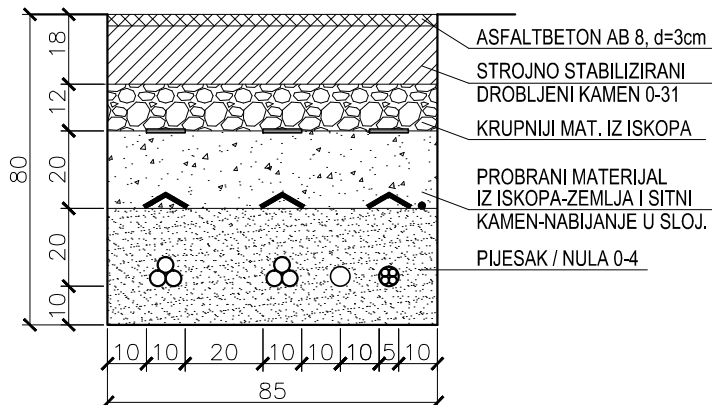 ASFALTBETON AB 8, d=3cm
STROJNO STABILIZIRANI
DROBLJENI KAMEN 0-31
KRUPNIJI MAT. IZ ISKOPA
PROBRANI MATERIJAL
IZ ISKOPA-ZEMLJA I SITNI
KAMEN-NABIJANJE U SLOJ.
PIJESAK / NULA 0-4
80
18
12
20
20
10
10 10 20 10 10 10 5 10
85